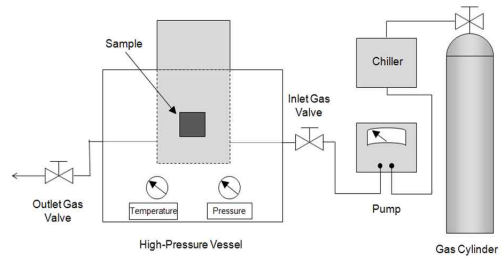 Sample
Chiller
Inlet Gas
Valve
Outlet Gas
Valve
Temperature
Pressure
Pump
High-Pressure Vessel
Gas Cylinder